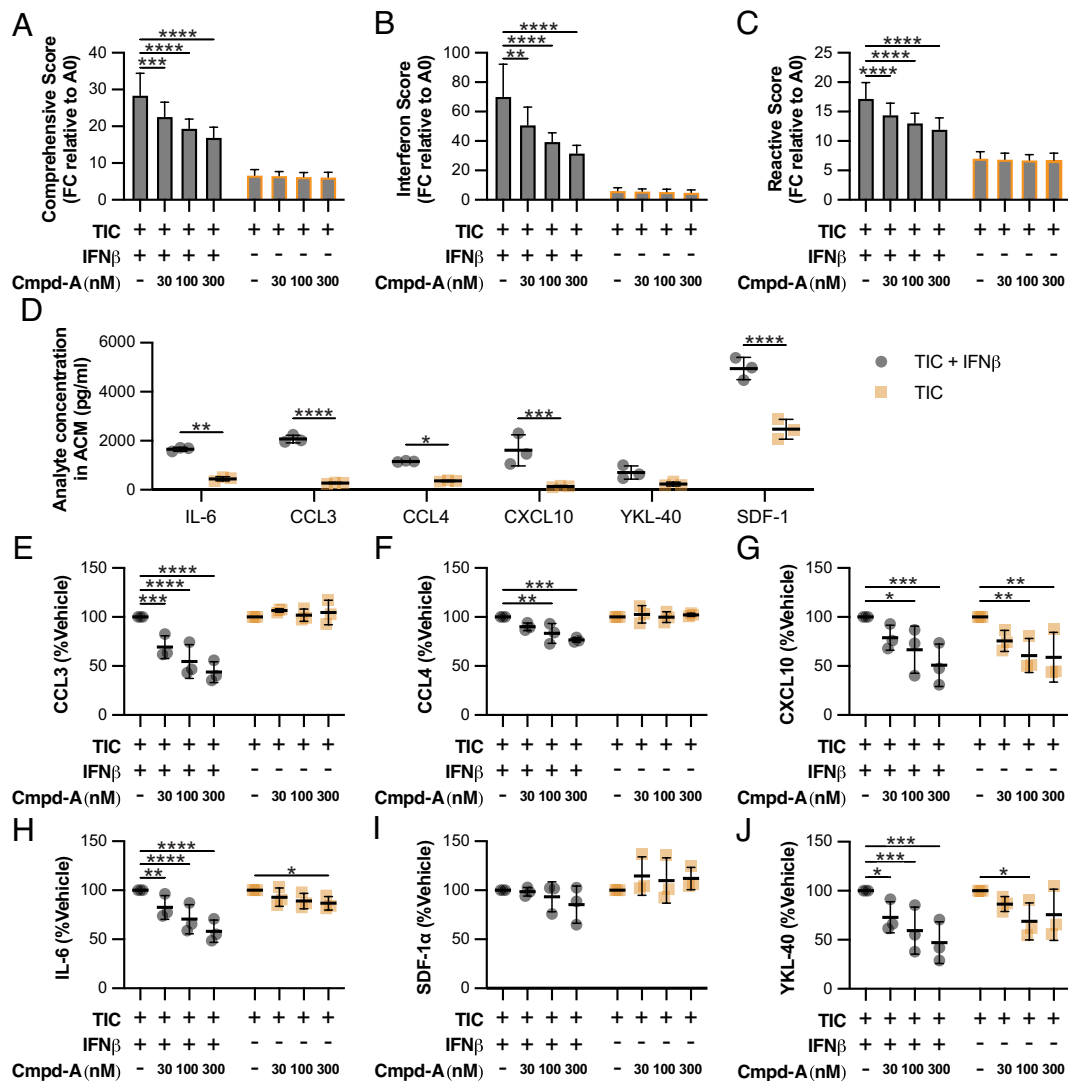 A
Comprehensive Score
(FC relative to A0)
40
30
20
10
0
****
****
***
TIC + + + + + + + +
IFNβ + + + + - - - -
Cmpd-A(nM) - 30 100 300 - 30 100 300
B
Interferon Score
(FC relative to A0)
100
80
60
40
20
0
****
****
**
TIC + + + + + + + +
IFNβ + + + + - - - -
Cmpd-A(nM) - 30 100 300 - 30 100 300
C
Reactive Score
(FC relative to A0)
25
20
15
10
5
0
****
****
****
TIC + + + + + + + +
IFNβ + + + + - - - -
Cmpd-A(nM) - 30 100 300 - 30 100 300
D
Analyte concentration
in ACM (pg/ml)
6000
4000
2000
0
** **** * *** ****
IL-6 CCL3 CCL4 CXCL10 YKL-40 SDF-1
TIC + IFNβ
TIC
E
CCL3 (%Vehicle)
150
100
50
0
****
****
***
TIC + + + + + + + +
IFNβ + + + + - - - -
Cmpd-A(nM) - 30 100 300 - 30 100 300
F
CCL4 (%Vehicle)
150
100
50
0
***
**
TIC + + + + + + + +
IFNβ + + + + - - - -
Cmpd-A(nM) - 30 100 300 - 30 100 300
G
CXCL10 (%Vehicle)
150
100
50
0
*** **
* **
TIC + + + + + + + +
IFNβ + + + + - - - -
Cmpd-A(nM) - 30 100 300 - 30 100 300
H
IL-6 (%Vehicle)
150
100
50
0
****
****
** *
TIC + + + + + + + +
IFNβ + + + + - - - -
Cmpd-A(nM) - 30 100 300 - 30 100 300
I
SDF-1α (%Vehicle)
150
100
50
0
TIC + + + + + + + +
IFNβ + + + + - - - -
Cmpd-A(nM) - 30 100 300 - 30 100 300
J
YKL-40 (%Vehicle)
150
100
50
0
***
***
* *
TIC + + + + + + + +
IFNβ + + + + - - - -
Cmpd-A(nM) - 30 100 300 - 30 100 300